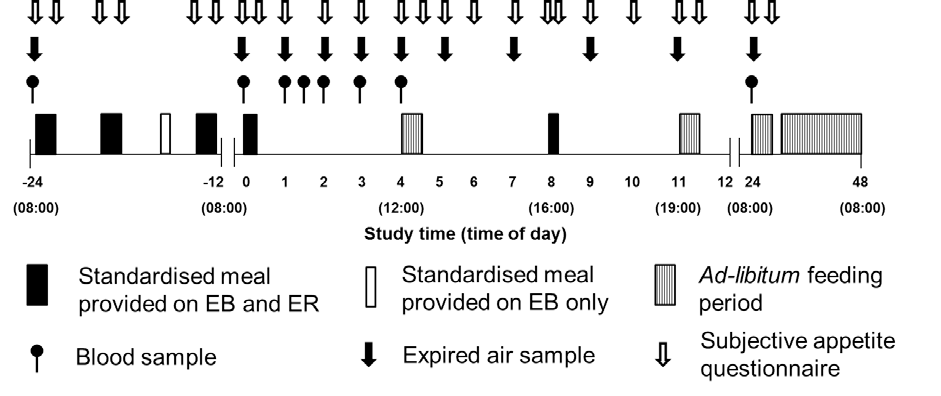 -24 -12 0 1 2 3 4 5 6 7 8 9 10 11 12 24 48
(08:00) (08:00) (12:00) (16:00) (19:00) (08:00) (08:00)
Study time (time of day)
Standardised meal
provided on EB and ER
Standardised meal
provided on EB only
Ad-libitum feeding
period
Blood sample
Expired air sample
Subjective appetite
questionnaire